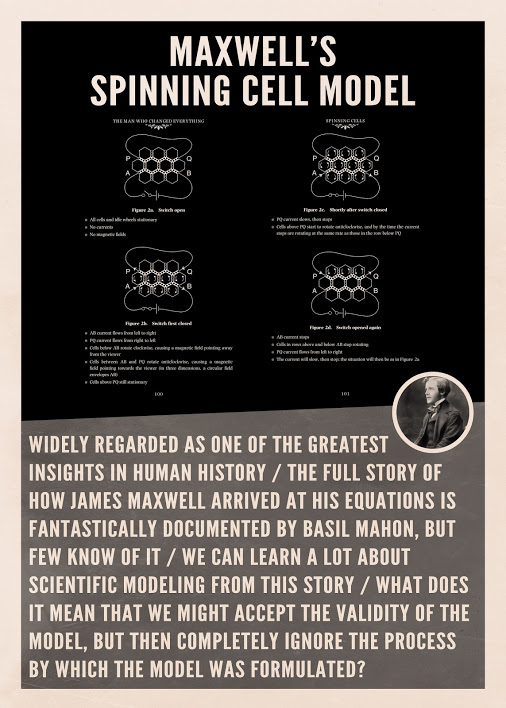 MAXWELL'S
SPINNING CELL MODEL
THE MAN WHO CHANGED EVERYTHING
P
Q
A
B
Figure 2a. Switch open
All cells and idle wheels stationary
No currents
No magnetic fields
P
Q
A
B
Figure 2b. Switch first closed
AB current flows from left to right
PQ current flows from right to left
Cells below AB rotate clockwise, causing a magnetic field pointing away
from the viewer
Cells between AB and PQ rotate anticlockwise, causing a magnetic
field pointing towards the viewer (in three dimensions, a circular field
envelopes AB)
Cells above PQ still stationary
100
SPINNING CELLS
P
Q
A
B
Figure 2c. Shortly after switch closed
PQ current slows, then stops
Cells above PQ start to rotate anticlockwise, and by the time the current
stops are rotating at the same rate as those in the row below PQ
P
Q
A
B
Figure 2d. Switch opened again
AB current stops
Cells in rows above and below AB stop rotating
PQ current flows from left to right
The current will slow, then stop; the situation will then be as in Figure 2a
101
WIDELY REGARDED AS ONE OF THE GREATEST
INSIGHTS IN HUMAN HISTORY / THE FULL STORY OF
HOW JAMES MAXWELL ARRIVED AT HIS EQUATIONS IS
FANTASTICALLY DOCUMENTED BY BASIL MAHON, BUT
FEW KNOW OF IT / WE CAN LEARN A LOT ABOUT
SCIENTIFIC MODELING FROM THIS STORY / WHAT DOES
IT MEAN THAT WE MIGHT ACCEPT THE VALIDITY OF THE
MODEL, BUT THEN COMPLETELY IGNORE THE PROCESS
BY WHICH THE MODEL WAS FORMULATED?